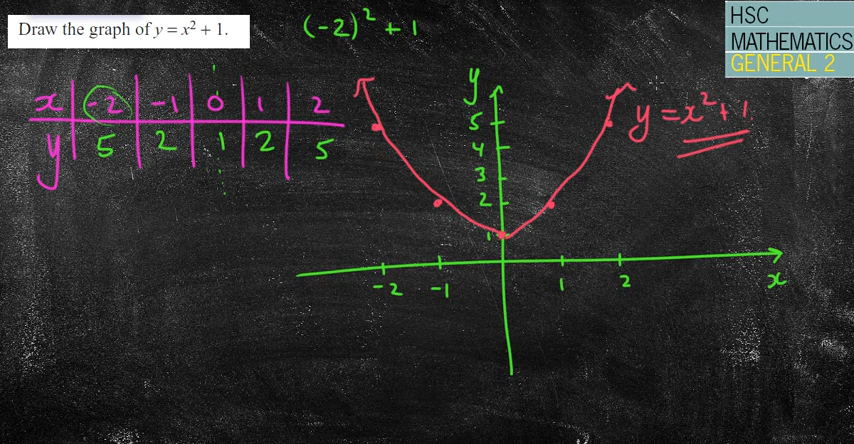 Draw the graph of y = x² + 1.
(-2)² + 1
HSC
MATHEMATICS
GENERAL 2
x -2 -1 0 1 2
y 5 2 1 2 5
y
5
4
3
2
1
-2 -1 1 2
x
y = x² + 1